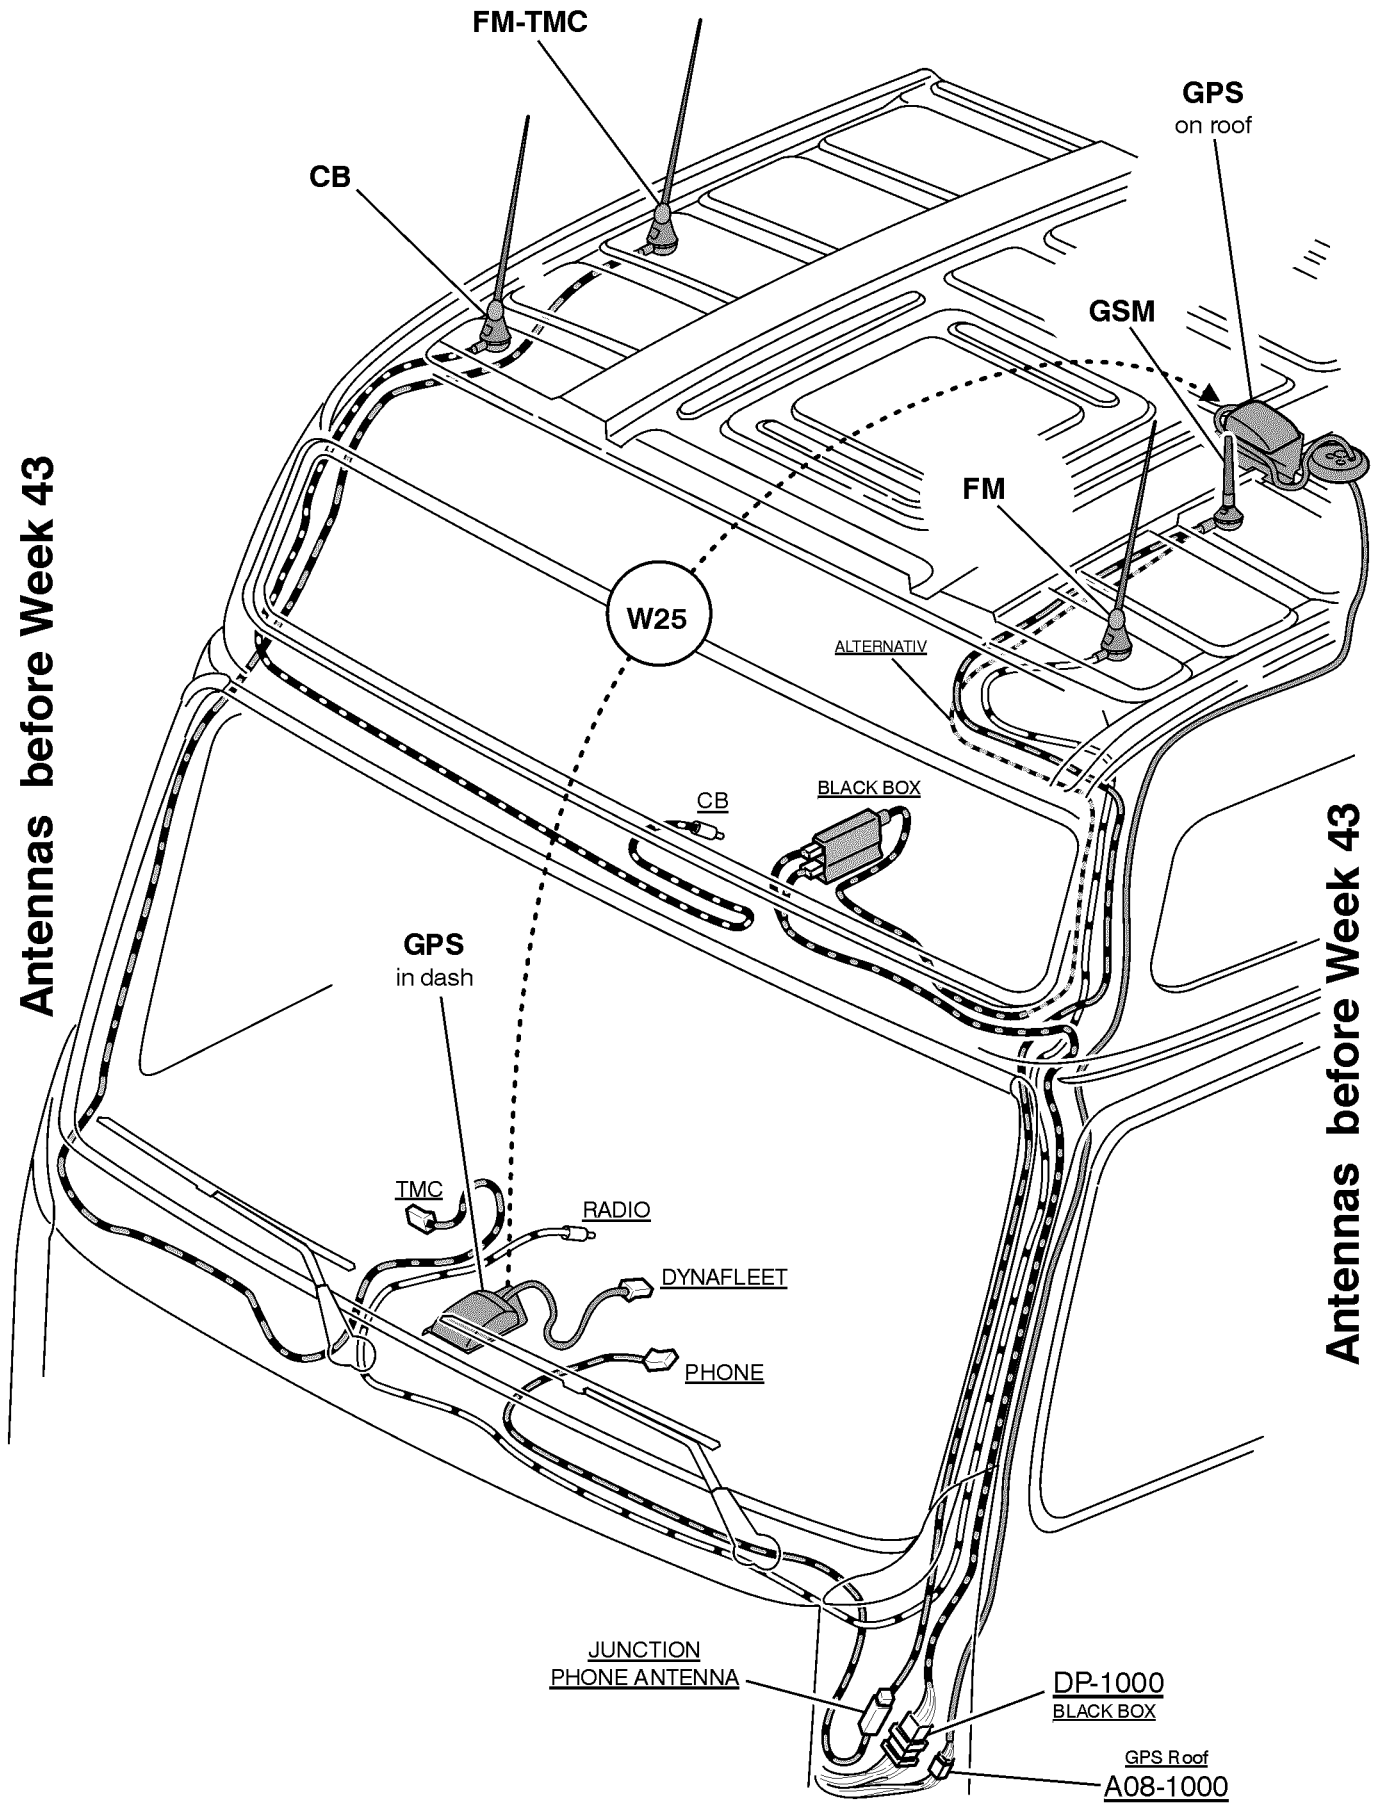 FM-TMC
GPS
on roof
CB
GSM
FM
W25
ALTERNATIV
Antennas before Week 43
CB
BLACK BOX
GPS
in dash
Antennas before Week 43
TMC
RADIO
DYNAFLEET
PHONE
JUNCTION
PHONE ANTENNA
DP-1000
BLACK BOX
GPS Roof
A08-1000